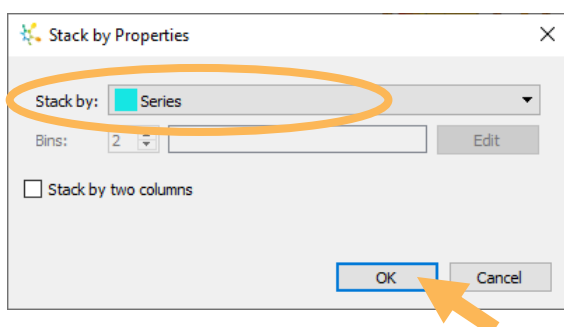 Stack by Properties
Stack by: Series
Bins: 2 Edit
Stack by two columns
OK Cancel